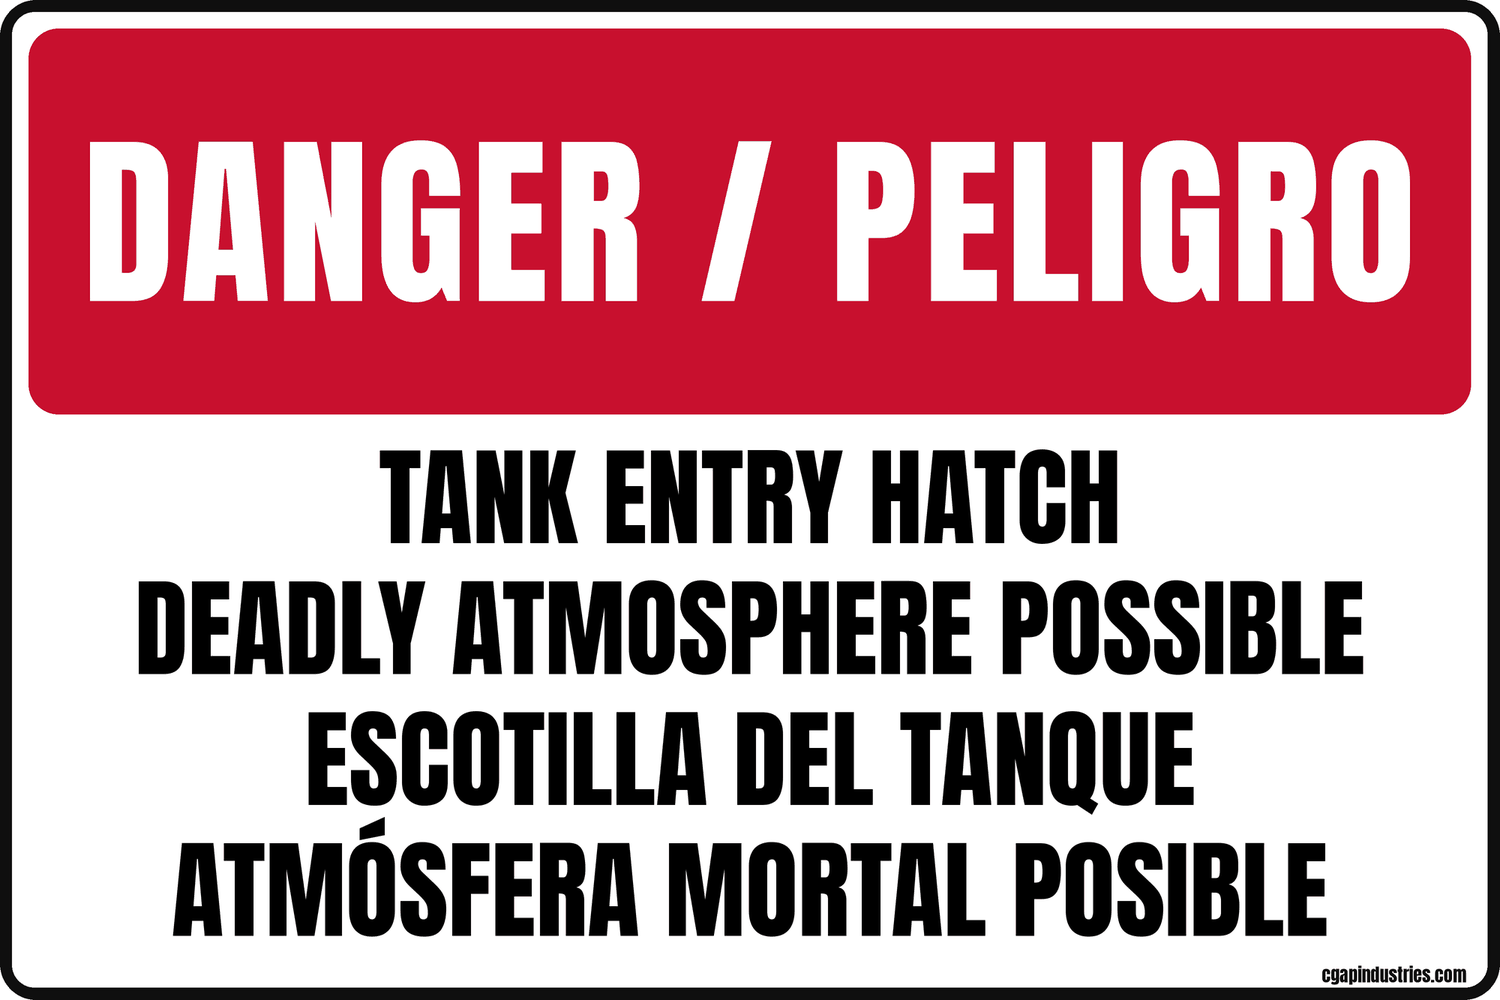 DANGER / PELIGRO
TANK ENTRY HATCH
DEADLY ATMOSPHERE POSSIBLE
ESCOTILLA DEL TANQUE
ATMÓSFERA MORTAL POSIBLE
cgapindustries.com